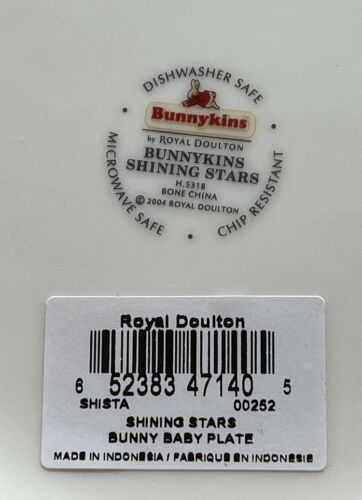 DISHWASHER SAFE
Bunnykins
by ROYAL DOULTON
BUNNYKINS
SHINING STARS
H.5318
BONE CHINA
© 2004 ROYAL DOULTON
MICROWAVE SAFE
CHIP RESISTANT
Royal Doulton
6 52383 47140 5
SHISTA 00252
SHINING STARS
BUNNY BABY PLATE
MADE IN INDONESIA / FABRIQUE EN INDONESIE